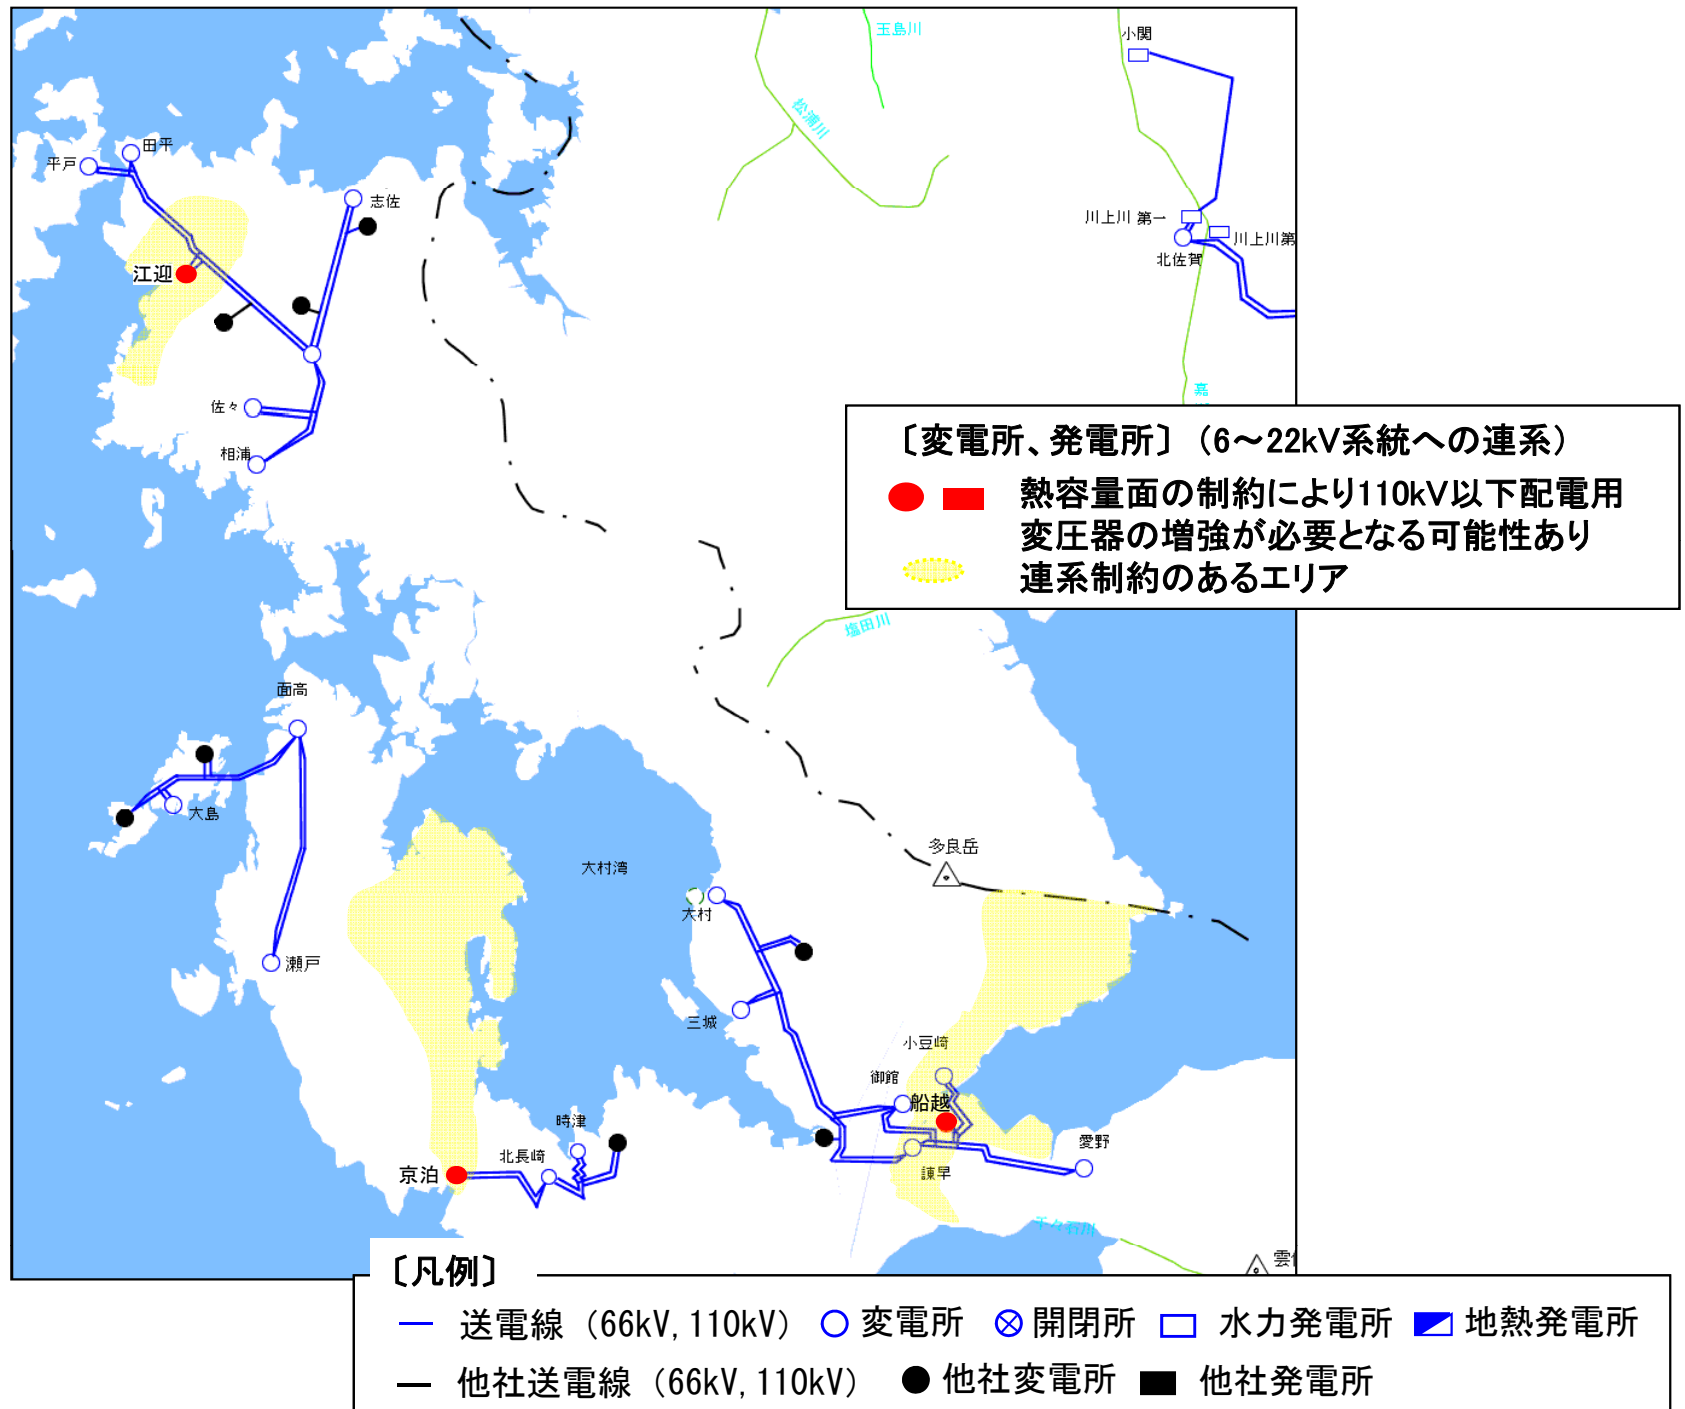 玉島川
小関
松浦川
田平
平戸
志佐
川上川 第一
川上川第
北佐賀
江迎
嘉
佐々
相浦
〔変電所、発電所〕（6～22kV系統への連系）
熱容量面の制約により110kV以下配電用
変圧器の増強が必要となる可能性あり
連系制約のあるエリア
塩田川
面高
大島
多良岳
大村湾
大村
瀬戸
三城
小豆崎
御館
船越
時津
愛野
北長崎
京泊
諫早
千々石川
雲仙
〔凡例〕
送電線（66kV,110kV） 変電所 開閉所 水力発電所 地熱発電所
他社送電線（66kV,110kV） 他社変電所 他社発電所